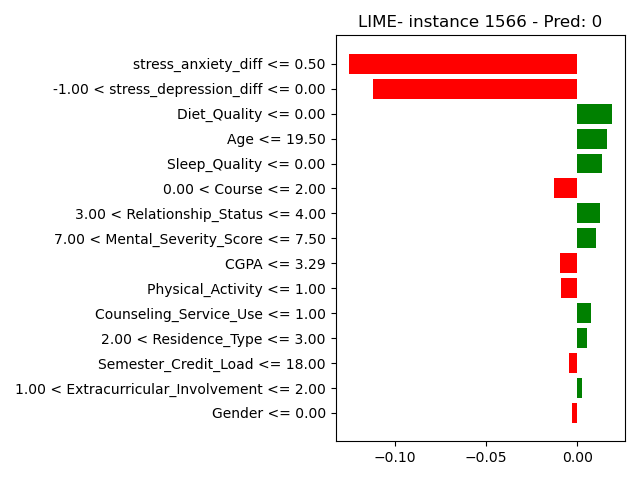 LIME- instance 1566 - Pred: 0
stress_anxiety_diff <= 0.50
-1.00 < stress_depression_diff <= 0.00
Diet_Quality <= 0.00
Age <= 19.50
Sleep_Quality <= 0.00
0.00 < Course <= 2.00
3.00 < Relationship_Status <= 4.00
7.00 < Mental_Severity_Score <= 7.50
CGPA <= 3.29
Physical_Activity <= 1.00
Counseling_Service_Use <= 1.00
2.00 < Residence_Type <= 3.00
Semester_Credit_Load <= 18.00
1.00 < Extracurricular_Involvement <= 2.00
Gender <= 0.00
−0.10 −0.05 0.00